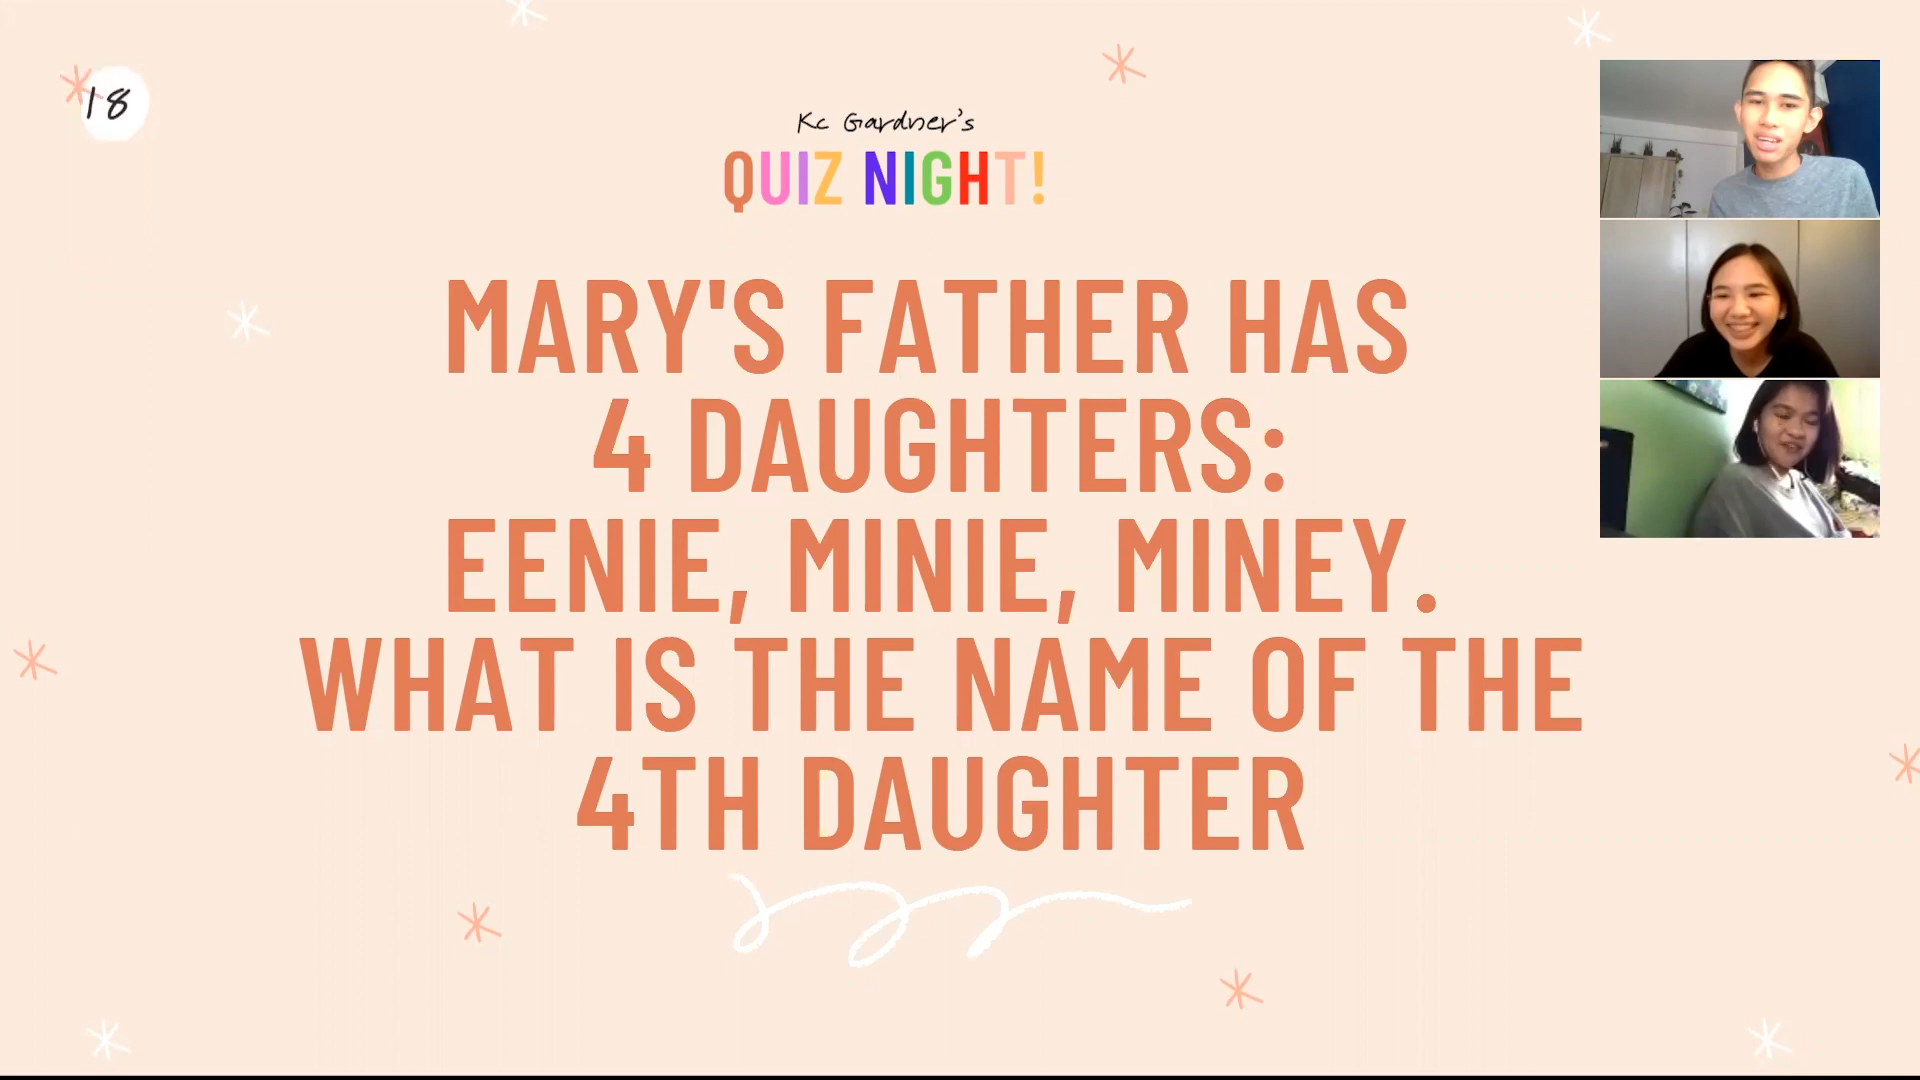 18
Kc Gardner's
QUIZ NIGHT!
MARY'S FATHER HAS
4 DAUGHTERS:
EENIE, MINIE, MINEY.
WHAT IS THE NAME OF THE
4TH DAUGHTER